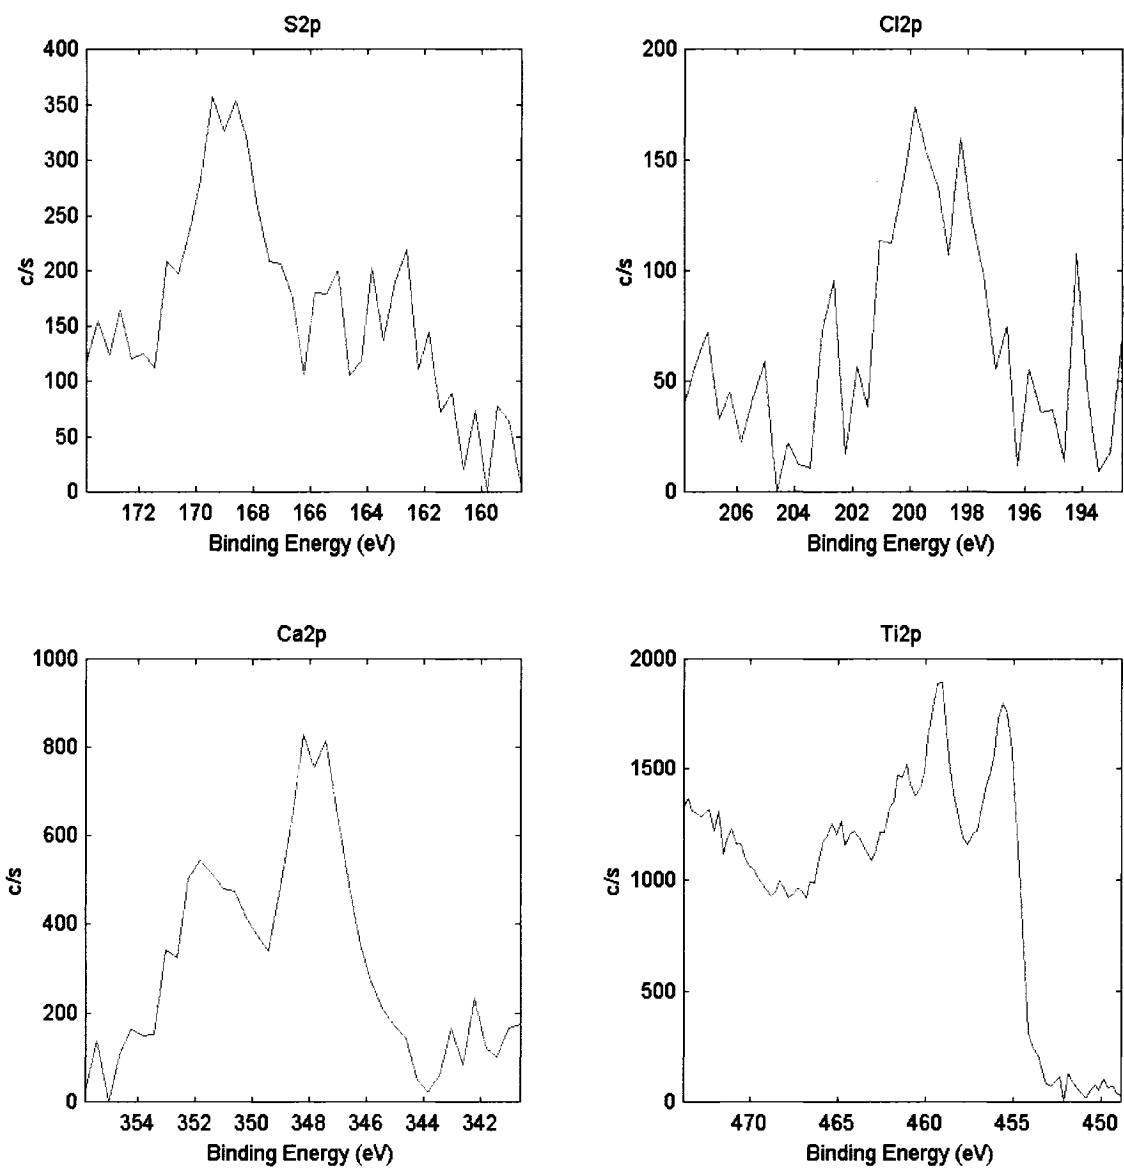 S2p
400
350
300
250
200
150
100
50
0
c/s
172 170 168 166 164 162 160
Binding Energy (eV)
Cl2p
200
150
100
50
0
c/s
206 204 202 200 198 196 194
Binding Energy (eV)
Ca2p
1000
800
600
400
200
0
c/s
354 352 350 348 346 344 342
Binding Energy (eV)
Ti2p
2000
1500
1000
500
0
c/s
470 465 460 455 450
Binding Energy (eV)